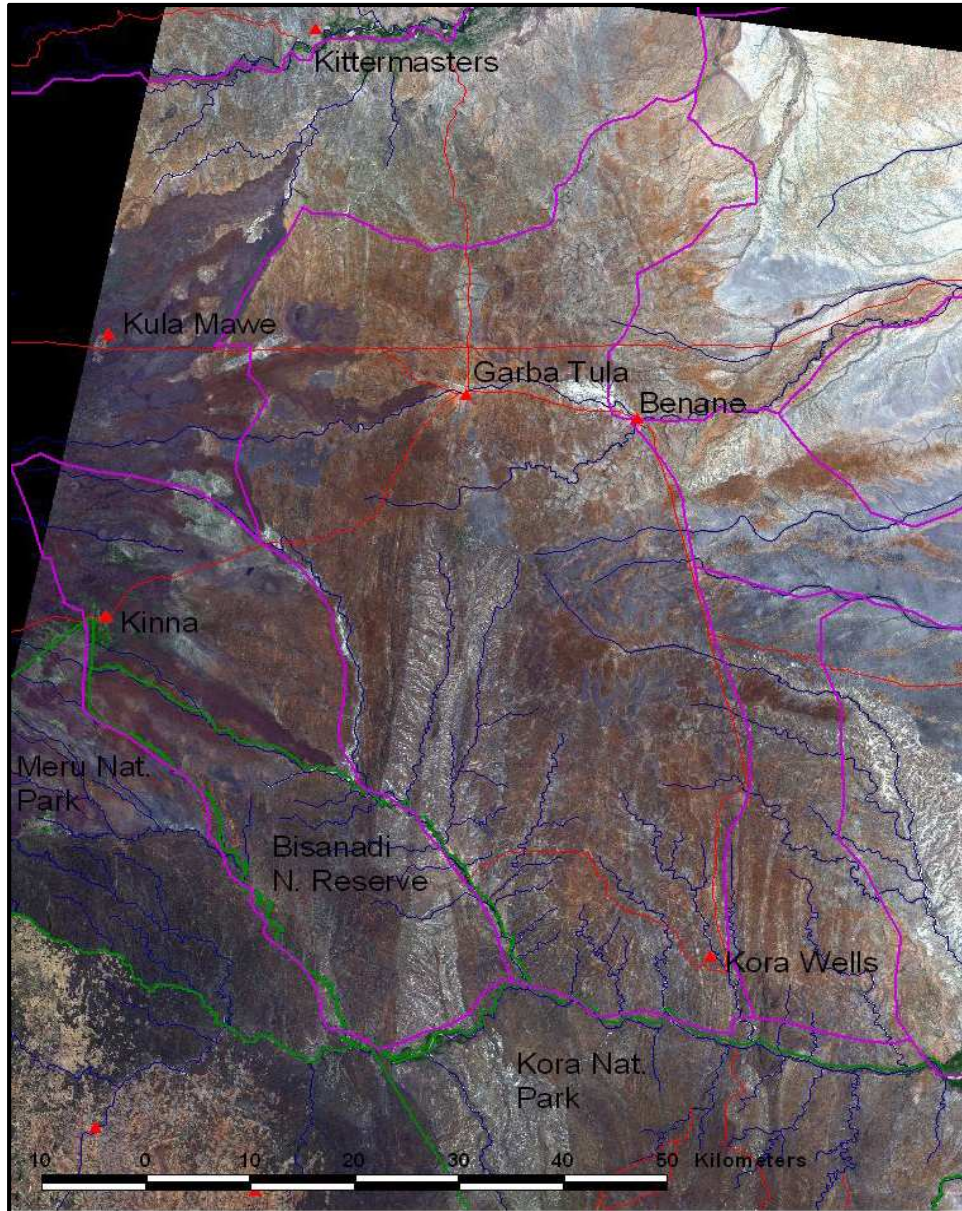 Kittermasters
Kula Mawe
Garba Tula
Benane
Kinna
Meru Nat.
Park
Bisanadi
N. Reserve
Kora Wells
Kora Nat.
Park
10 0 10 20 30 40 50 Kilometers